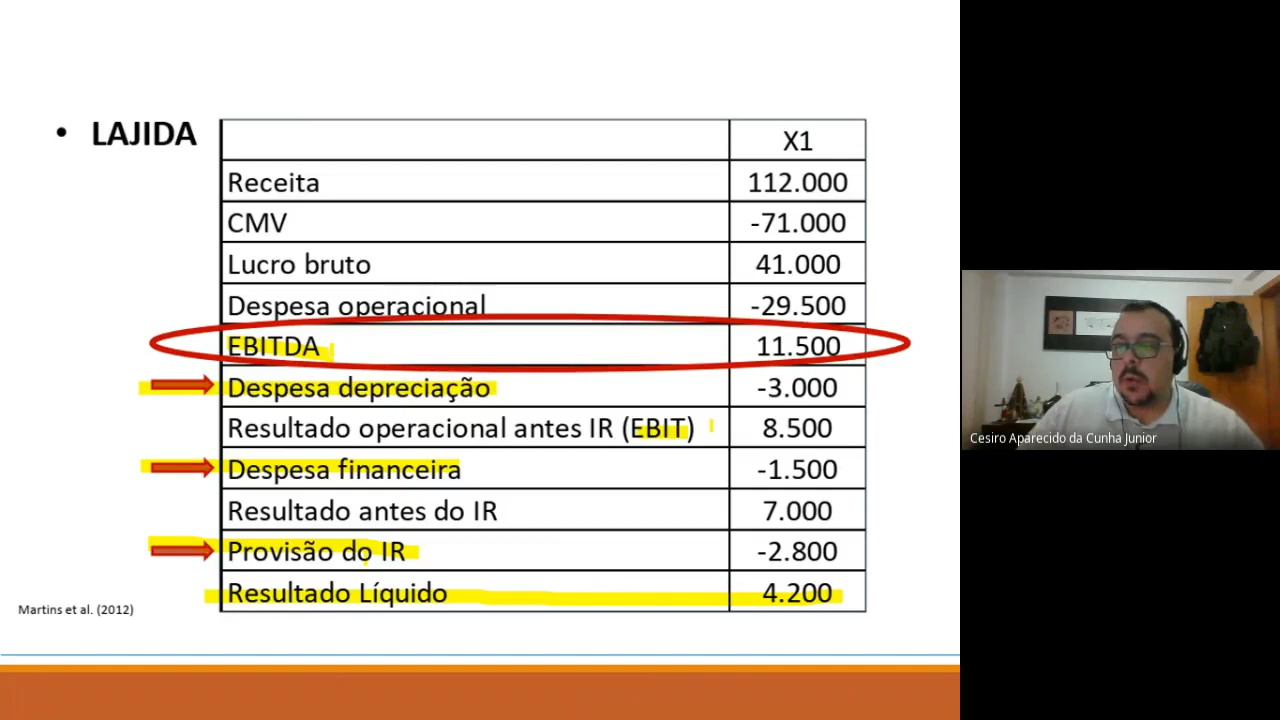 • LAJIDA
X1
Receita 112.000
CMV -71.000
Lucro bruto 41.000
Despesa operacional -29.500
EBITDA 11.500
Despesa depreciação -3.000
Resultado operacional antes IR (EBIT) 8.500
Despesa financeira -1.500
Resultado antes do IR 7.000
Provisão do IR -2.800
Resultado Líquido 4.200
Martins et al. (2012)
Cesiro Aparecido da Cunha Junior